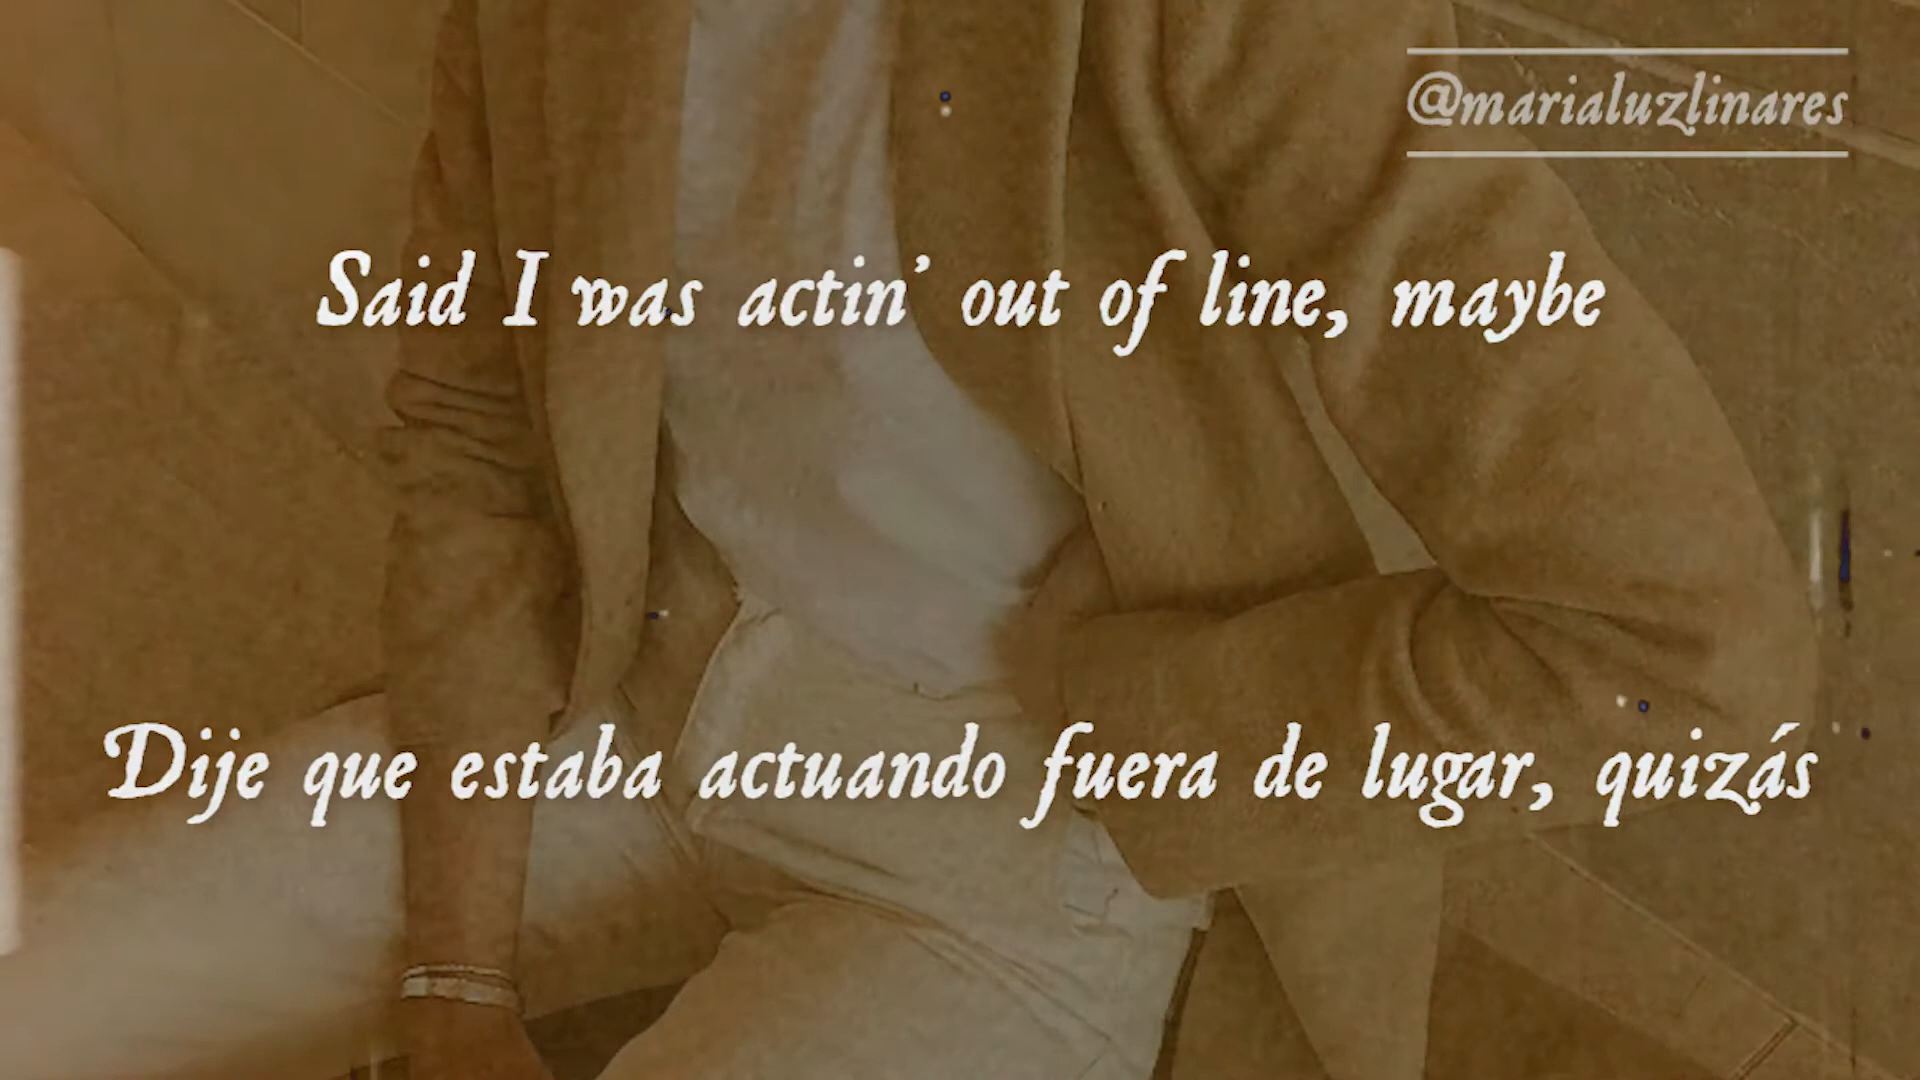 @marialuzlinares
Said I was actin' out of line, maybe
Dije que estaba actuando fuera de lugar, quizás